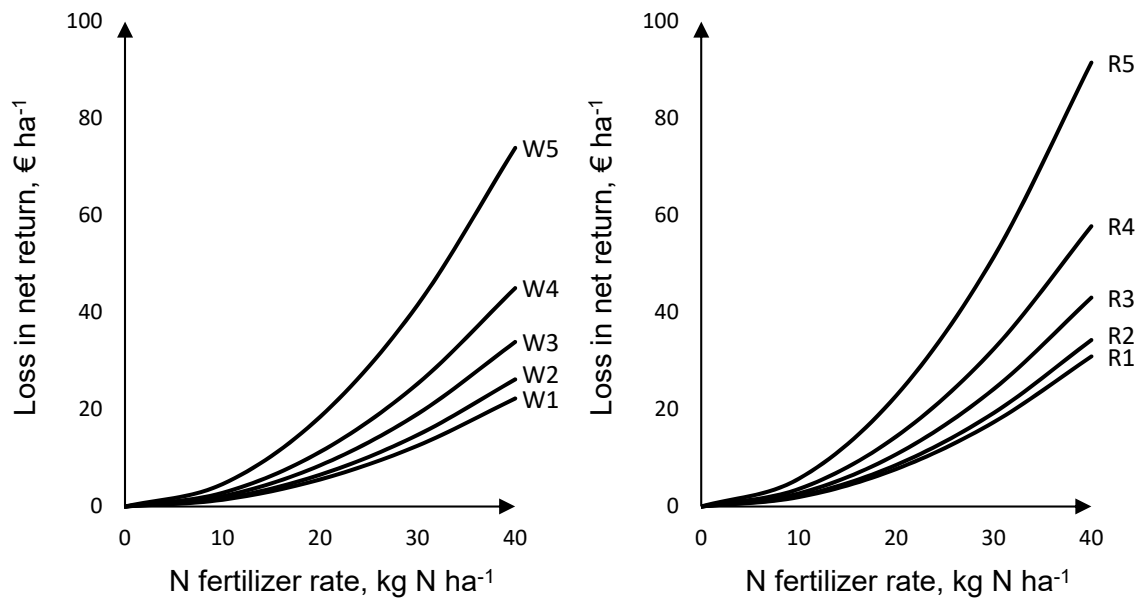 100
80
60
40
20
0
Loss in net return, € ha-1
W5
W4
W3
W2
W1
0 10 20 30 40
N fertilizer rate, kg N ha-1
100
80
60
40
20
0
Loss in net return, € ha-1
R5
R4
R3
R2
R1
0 10 20 30 40
N fertilizer rate, kg N ha-1